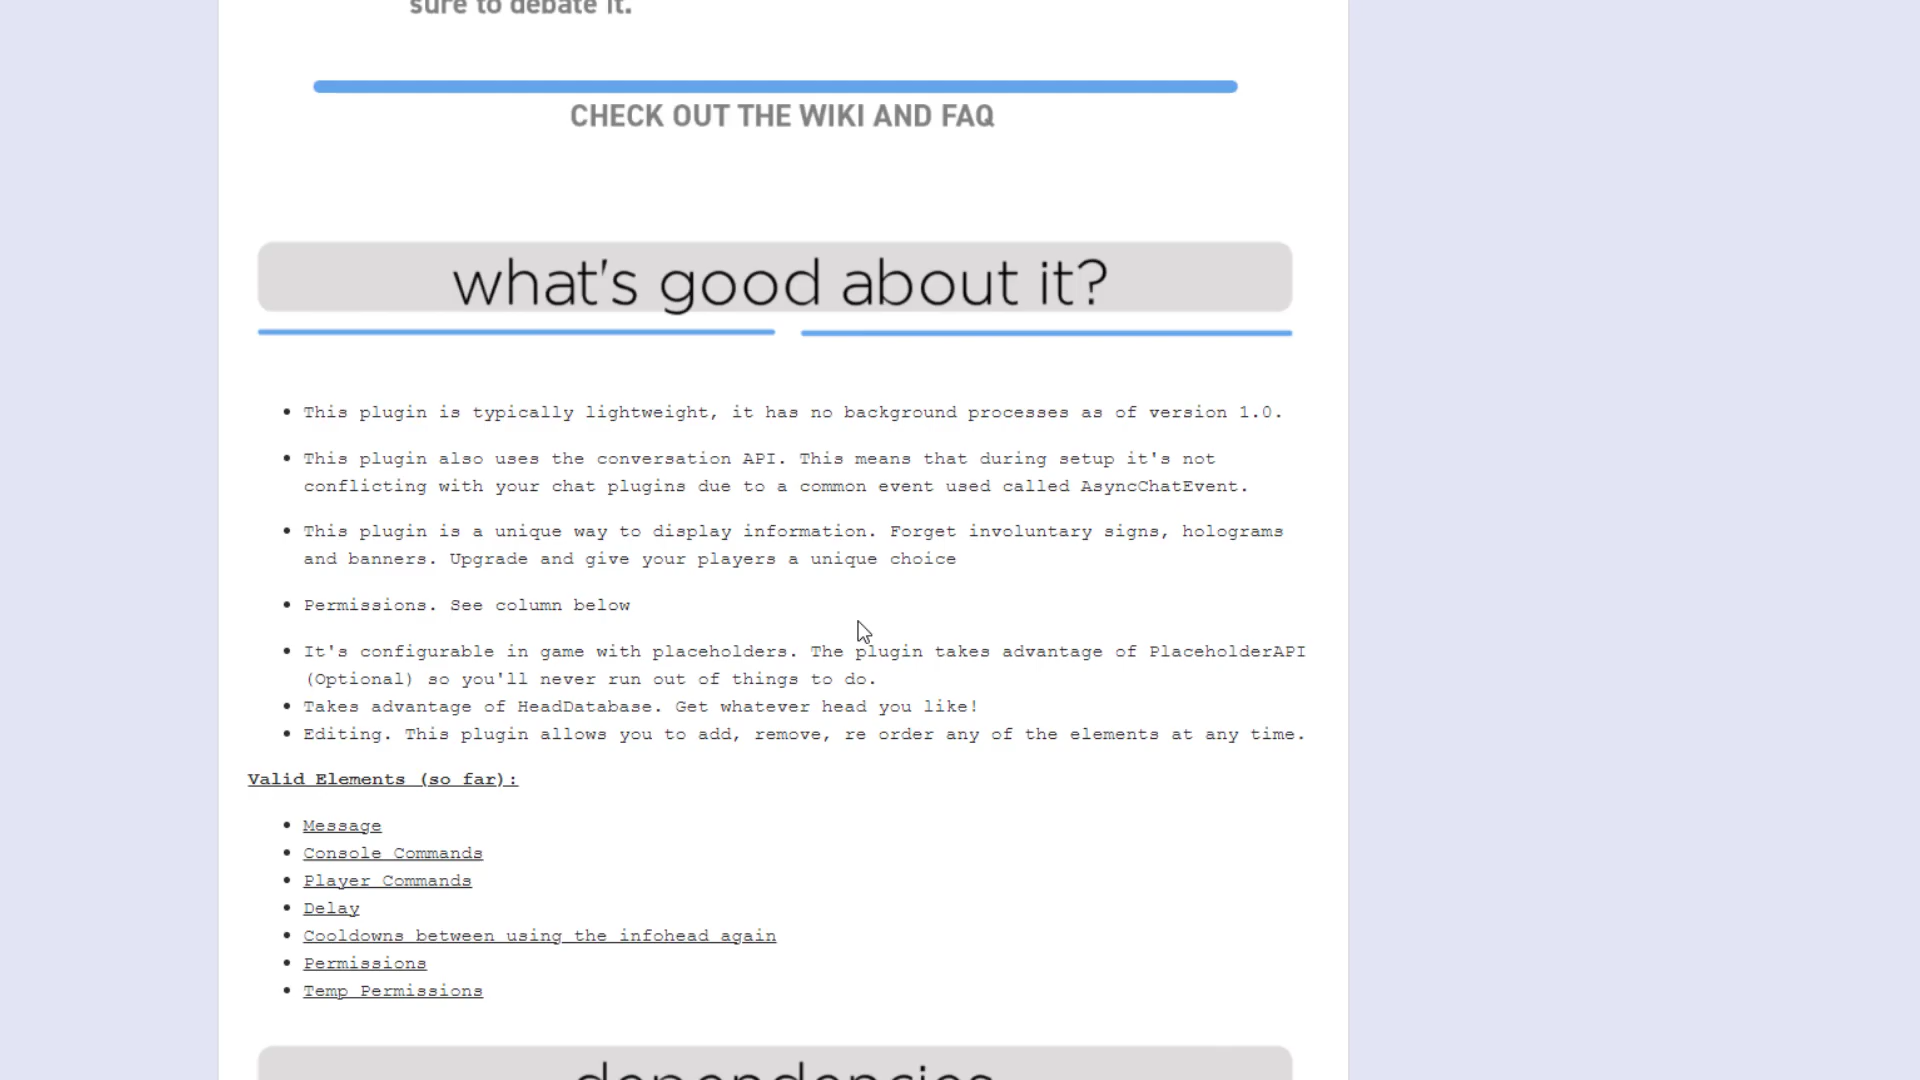 sure to debate it.
CHECK OUT THE WIKI AND FAQ
what's good about it?
• This plugin is typically lightweight, it has no background processes as of version 1.0.
• This plugin also uses the conversation API. This means that during setup it's not
conflicting with your chat plugins due to a common event used called AsyncChatEvent.
• This plugin is a unique way to display information. Forget involuntary signs, holograms
and banners. Upgrade and give your players a unique choice
• Permissions. See column below
• It's configurable in game with placeholders. The plugin takes advantage of PlaceholderAPI
(Optional) so you'll never run out of things to do.
• Takes advantage of HeadDatabase. Get whatever head you like!
• Editing. This plugin allows you to add, remove, re order any of the elements at any time.
Valid Elements (so far):
• Message
• Console Commands
• Player Commands
• Delay
• Cooldowns between using the infohead again
• Permissions
• Temp Permissions
dependencies